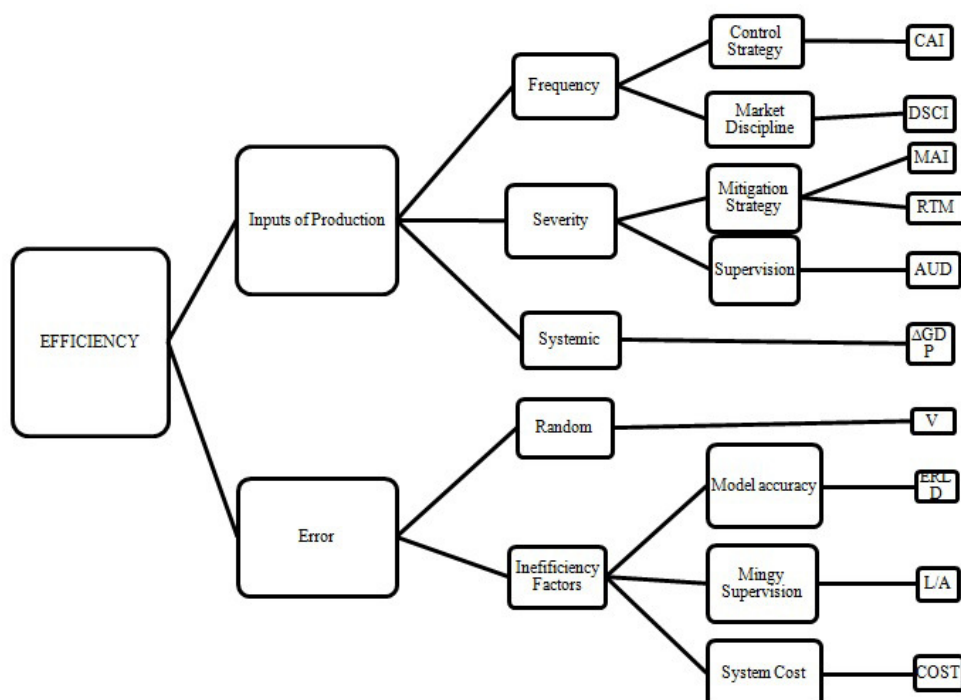 EFFICIENCY
Inputs of Production
Error
Frequency
Severity
Systemic
Random
Inefificiency
Factors
Control
Strategy
Market
Discipline
Mitigation
Strategy
Supervision
Model accuracy
Mingy
Supervision
System Cost
CAI
DSCI
MAI
RTM
AUD
ΔGD
P
V
ERL
D
L/A
COST